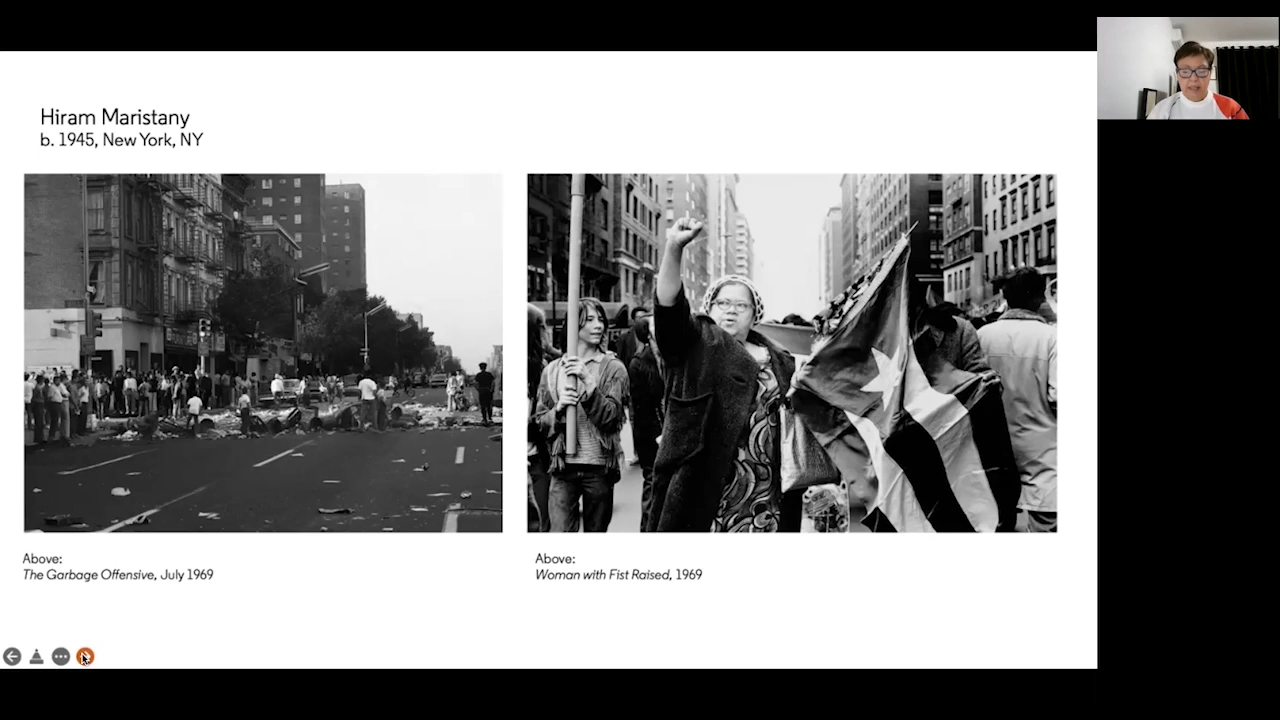 Hiram Maristany
b. 1945, New York, NY
Above:
The Garbage Offensive, July 1969
Above:
Woman with Fist Raised, 1969